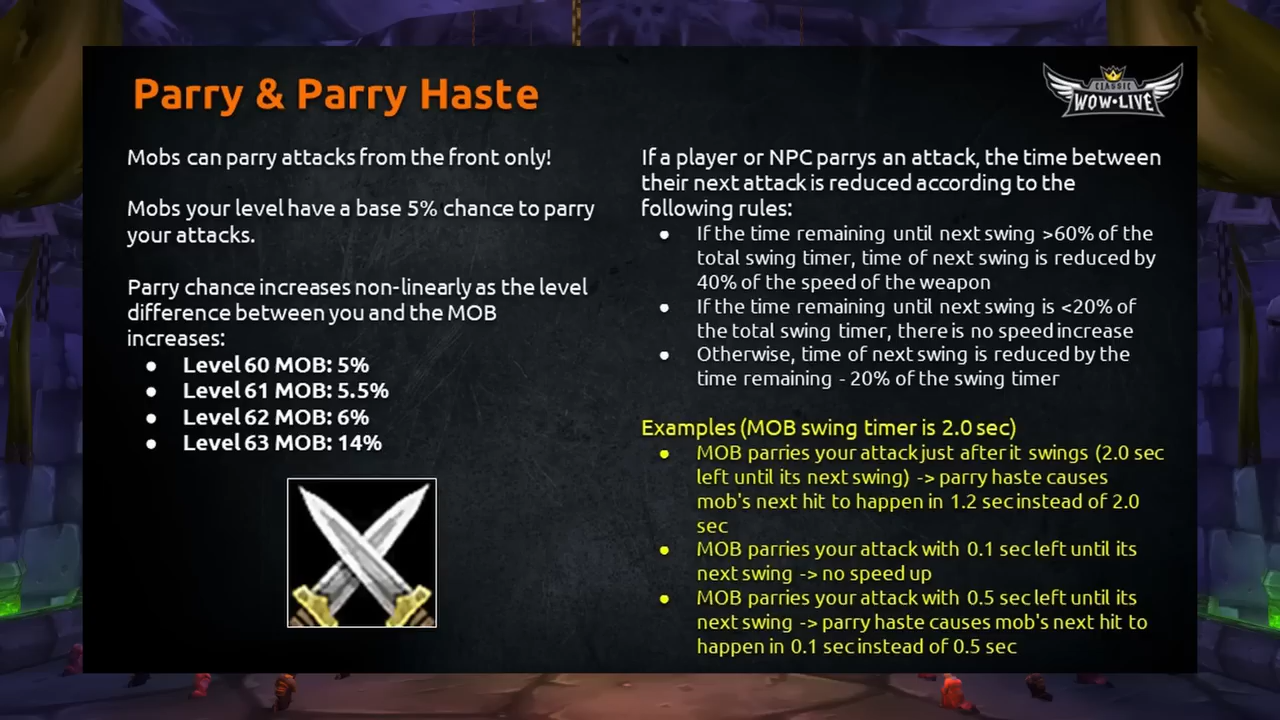 Parry & Parry Haste
CLASSIC
WOW•LIVE
Mobs can parry attacks from the front only!
Mobs your level have a base 5% chance to parry
your attacks.
Parry chance increases non-linearly as the level
difference between you and the MOB
increases:
● Level 60 MOB: 5%
● Level 61 MOB: 5.5%
● Level 62 MOB: 6%
● Level 63 MOB: 14%
If a player or NPC parrys an attack, the time between
their next attack is reduced according to the
following rules:
● If the time remaining until next swing >60% of the
total swing timer, time of next swing is reduced by
40% of the speed of the weapon
● If the time remaining until next swing is <20% of
the total swing timer, there is no speed increase
● Otherwise, time of next swing is reduced by the
time remaining - 20% of the swing timer
Examples (MOB swing timer is 2.0 sec)
● MOB parries your attack just after it swings (2.0 sec
left until its next swing) -> parry haste causes
mob's next hit to happen in 1.2 sec instead of 2.0
sec
● MOB parries your attack with 0.1 sec left until its
next swing -> no speed up
● MOB parries your attack with 0.5 sec left until its
next swing -> parry haste causes mob's next hit to
happen in 0.1 sec instead of 0.5 sec